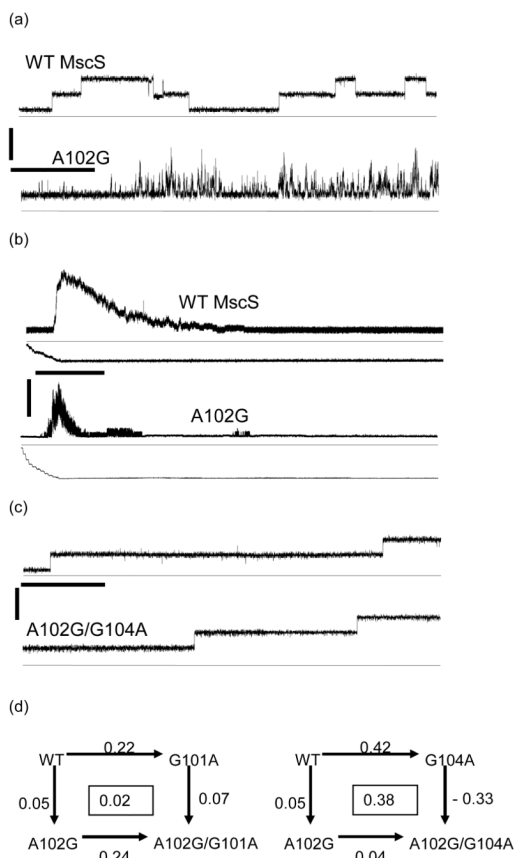 (a)
WT MscS
A102G
(b)
WT MscS
A102G
(c)
A102G/G104A
(d)
0.22 0.42
WT G101A WT G104A
0.05 0.02 0.07 0.05 0.38 - 0.33
A102G A102G/G101A A102G A102G/G104A
0.24 0.04